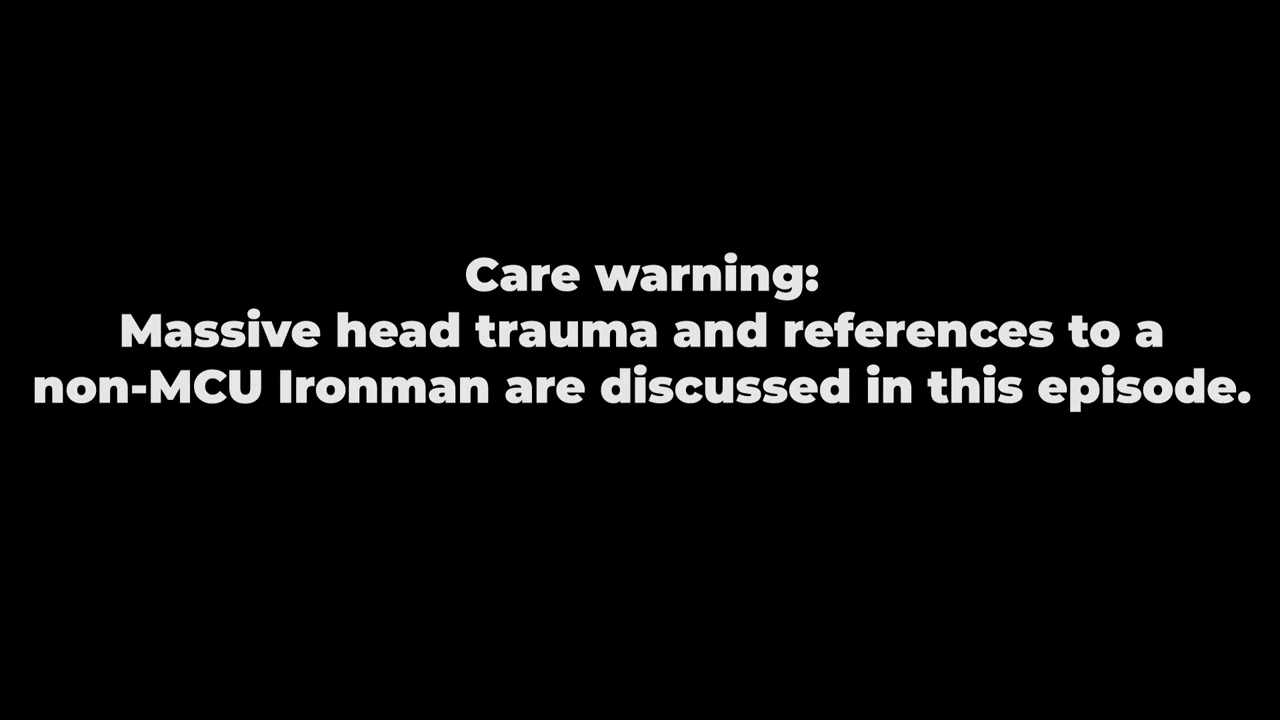 Care warning:
Massive head trauma and references to a
non-MCU Ironman are discussed in this episode.